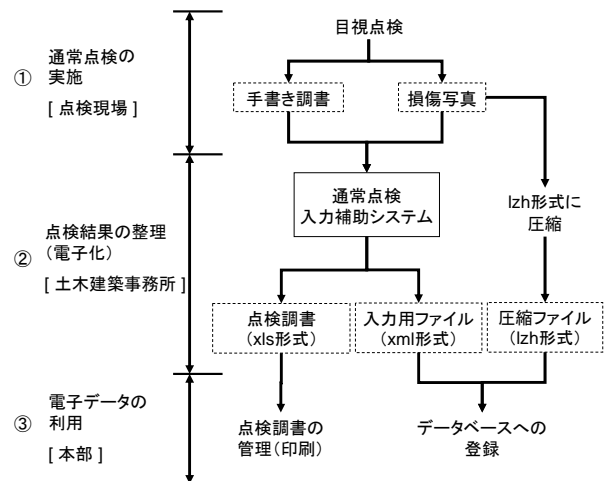 目視点検
① 通常点検の
実施
[ 点検現場 ]
手書き調書
損傷写真
通常点検
入力補助システム
lzh形式に
圧縮
② 点検結果の整理
（電子化）
[ 土木建築事務所 ]
点検調書
（xls形式）
入力用ファイル
（xml形式）
圧縮ファイル
（lzh形式）
③ 電子データの
利用
[ 本部 ]
点検調書の
管理（印刷）
データベースへの
登録